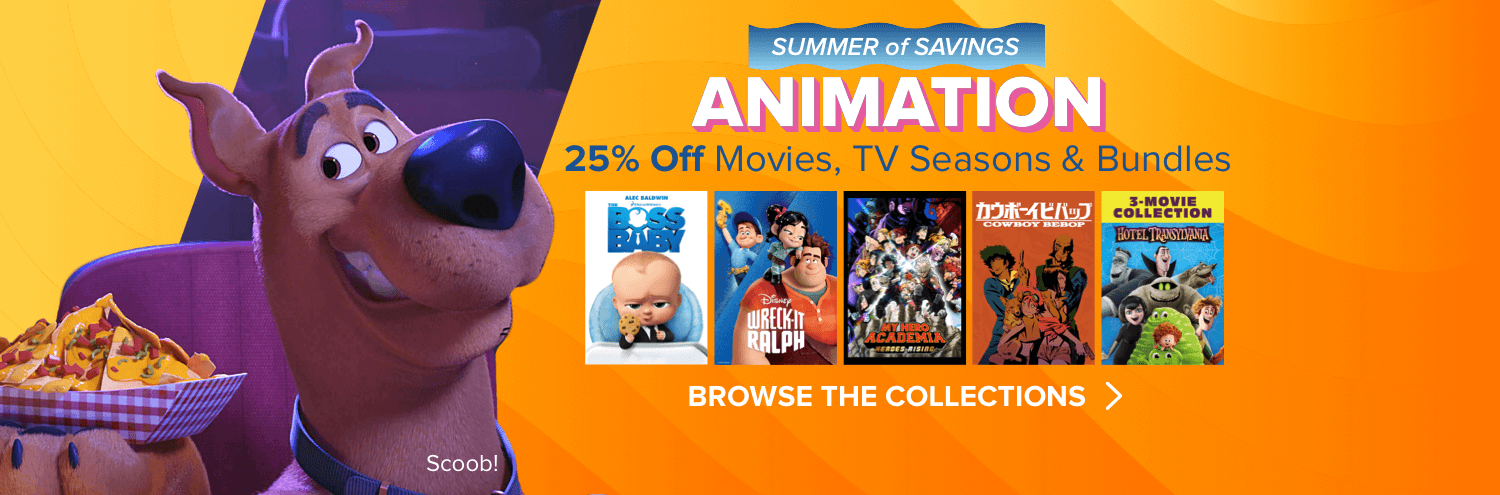 SUMMER of SAVINGS
ANIMATION
25% Off Movies, TV Seasons & Bundles
ALEC BALDWIN
DREAMWORKS
THE
BOSS
BABY
Disney
WRECK-IT
RALPH
MY HERO
ACADEMIA
HEROES:RISING
カウボーイビバップ
COWBOY BEBOP
3-MOVIE
COLLECTION
HOTEL TRANSYLVANIA
BROWSE THE COLLECTIONS
Scoob!